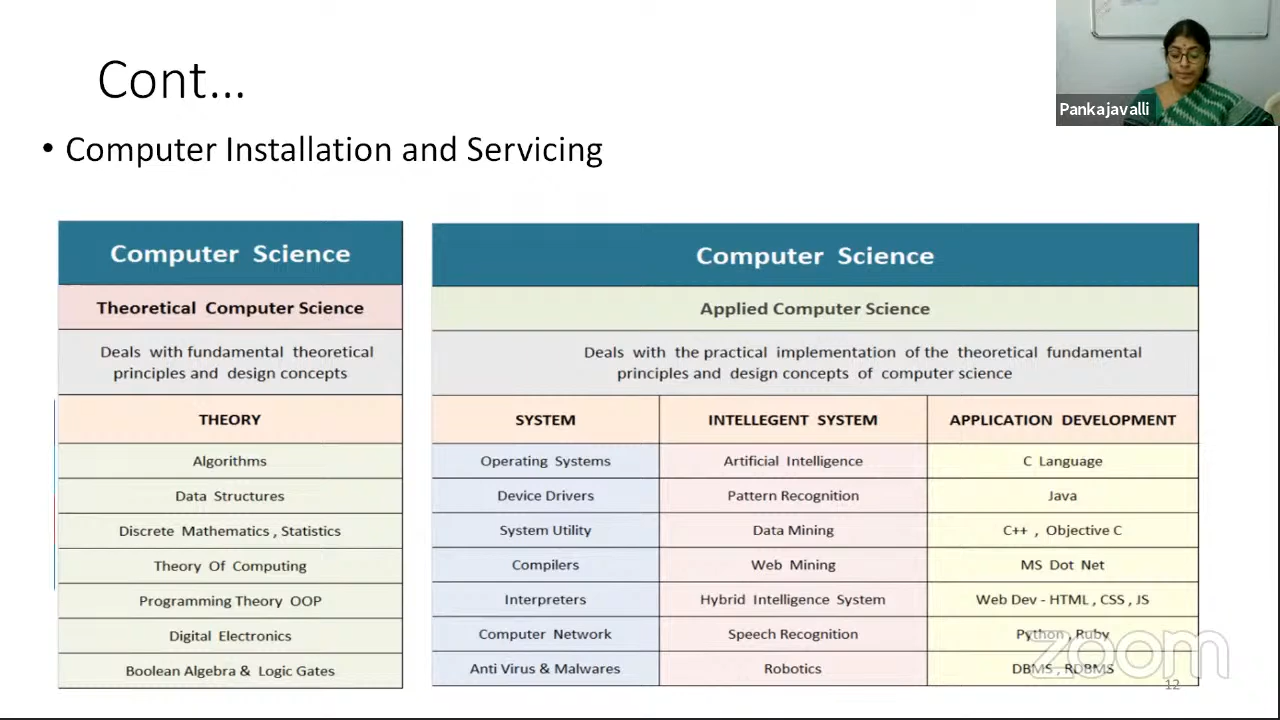 Cont...
Pankajavalli
• Computer Installation and Servicing
Computer Science
Theoretical Computer Science
Deals with fundamental theoretical
principles and design concepts
THEORY
Algorithms
Data Structures
Discrete Mathematics , Statistics
Theory Of Computing
Programming Theory OOP
Digital Electronics
Boolean Algebra & Logic Gates
Computer Science
Applied Computer Science
Deals with the practical implementation of the theoretical fundamental
principles and design concepts of computer science
SYSTEM
Operating Systems
Device Drivers
System Utility
Compilers
Interpreters
Computer Network
Anti Virus & Malwares
INTELLEGENT SYSTEM
Artificial Intelligence
Pattern Recognition
Data Mining
Web Mining
Hybrid Intelligence System
Speech Recognition
Robotics
APPLICATION DEVELOPMENT
C Language
Java
C++ , Objective C
MS Dot Net
Web Dev - HTML , CSS , JS
Python , Ruby
DBMS , RDBMS
zoom
12